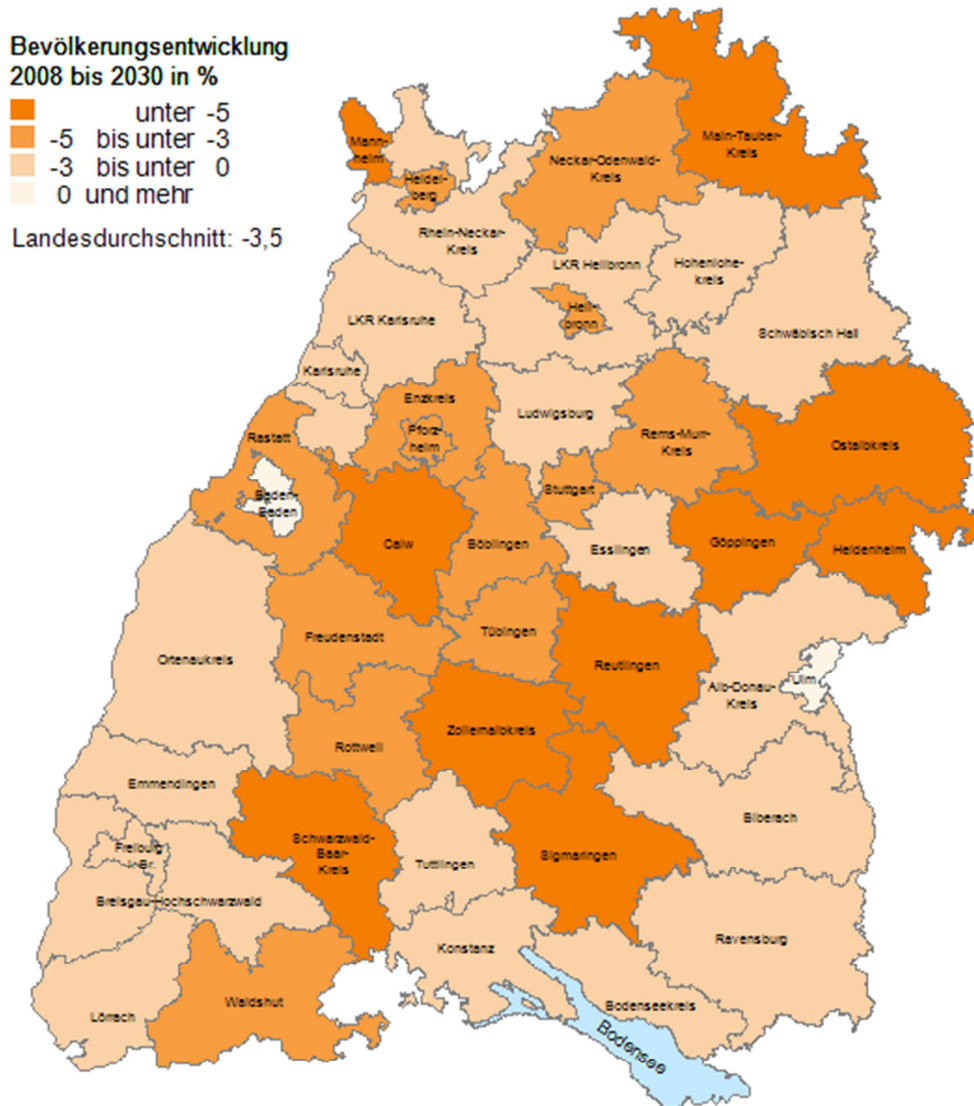 Bevölkerungsentwicklung
2008 bis 2030 in %
unter -5
-5 bis unter -3
-3 bis unter 0
0 und mehr
Landesdurchschnitt: -3,5
Mann-
heim
Main-Tauber-
Kreis
Neckar-Odenwald-
Kreis
Heidel-
berg
Rhein-Neckar-
Kreis
LKR Heilbronn
Hohenlohe-
kreis
Heil-
bronn
LKR Karlsruhe
Schwäbisch Hall
Karlsruhe
Enzkreis
Ludwigsburg
Pforz-
heim
Rems-Murr-
Kreis
Rastatt
Ostalbkreis
Stuttgart
Baden-
Baden
Calw
Böblingen
Esslingen
Göppingen
Heidenheim
Freudenstadt
Tübingen
Ortenaukreis
Reutlingen
Alb-Donau-
Kreis
Ulm
Zollernalbkreis
Rottweil
Emmendingen
Biberach
Schwarzwald-
Baar-
Kreis
Freiburg
i. Br.
Tuttlingen
Sigmaringen
Breisgau-Hochschwarzwald
Konstanz
Ravensburg
Waldshut
Lörrach
Bodenseekreis
Bodensee